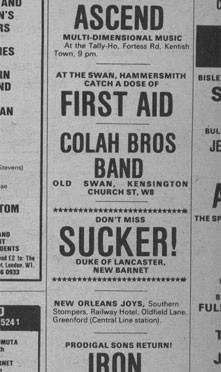 ASCEND
MULTI-DIMENSIONAL MUSIC
At the Tally-Ho, Fortess Rd, Kentish
Town, 9 pm.
AT THE SWAN, HAMMERSMITH
CATCH A DOSE OF
FIRST AID
COLAH BROS
BAND
OLD SWAN, KENSINGTON
CHURCH ST, W8
DON'T MISS
SUCKER!
DUKE OF LANCASTER,
NEW BARNET
NEW ORLEANS JOYS, Southern
Stompers, Railway Hotel, Oldfield Lane,
Greenford (Central Line station).
PRODIGAL SONS RETURN!
IRON